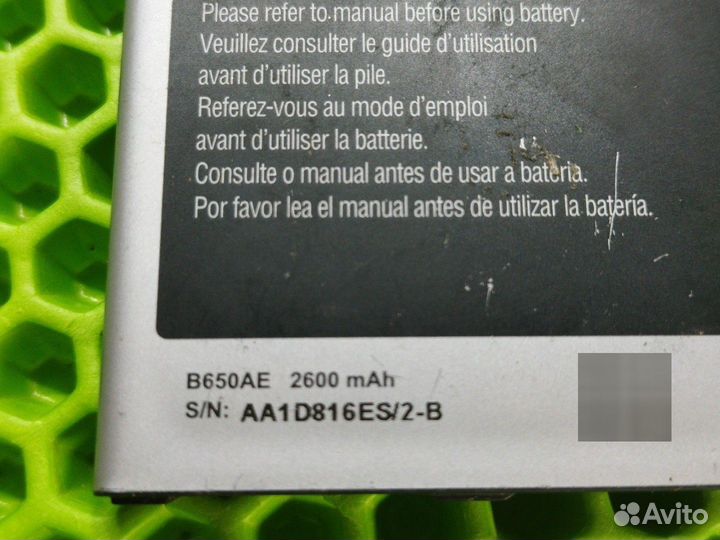 Please refer to manual before using battery.
Veuillez consulter le guide d'utilisation
avant d'utiliser la pile.
Referez-vous au mode d'emploi
avant d'utiliser la batterie.
Consulte o manual antes de usar a bateria.
Por favor lea el manual antes de utilizar la batería.
B650AE 2600 mAh
S/N: AA1D816ES/2-B
Avito